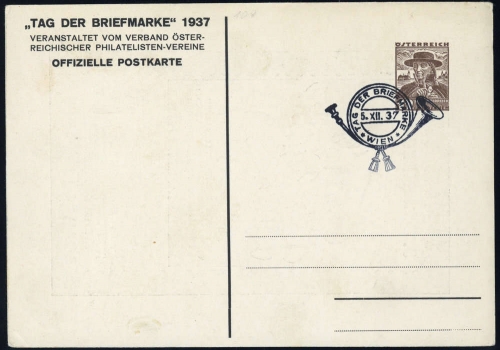 „TAG DER BRIEFMARKE“ 1937
VERANSTALTET VOM VERBAND ÖSTER-
REICHISCHER PHILATELISTEN-VEREINE
OFFIZIELLE POSTKARTE
ÖSTERREICH
TAG DER BRIEFMARKE
5. XII. 37
* WIEN *